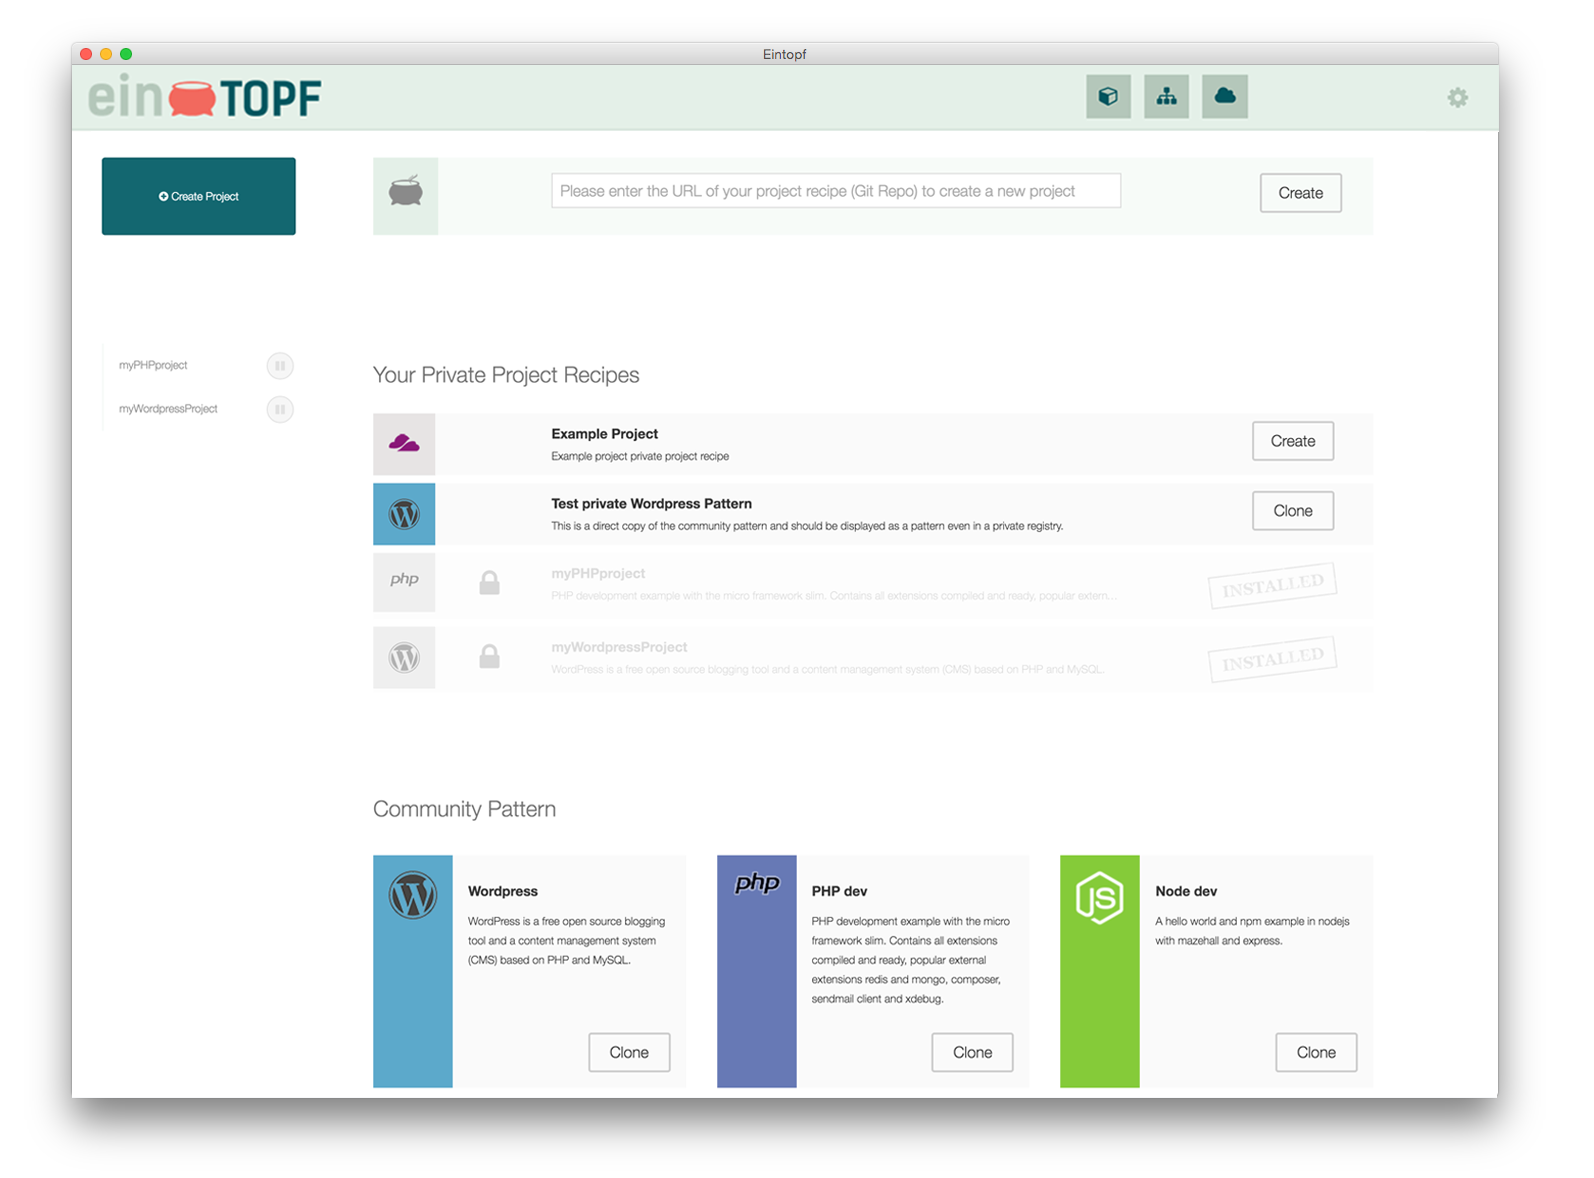 Eintopf
ein TOPF
Create Project
Please enter the URL of your project recipe (Git Repo) to create a new project
Create
myPHPproject
myWordpressProject
Your Private Project Recipes
Example Project
Example project private project recipe
Create
Test private Wordpress Pattern
This is a direct copy of the community pattern and should be displayed as a pattern even in a private registry.
Clone
php
myPHPproject
PHP development example with the micro framework slim. Contains all extensions compiled and ready, popular extern...
INSTALLED
myWordpressProject
WordPress is a free open source blogging tool and a content management system (CMS) based on PHP and MySQL.
INSTALLED
Community Pattern
Wordpress
WordPress is a free open source blogging
tool and a content management system
(CMS) based on PHP and MySQL.
Clone
php
PHP dev
PHP development example with the micro
framework slim. Contains all extensions
compiled and ready, popular external
extensions redis and mongo, composer,
sendmail client and xdebug.
Clone
JS
Node dev
A hello world and npm example in nodejs
with mazehall and express.
Clone